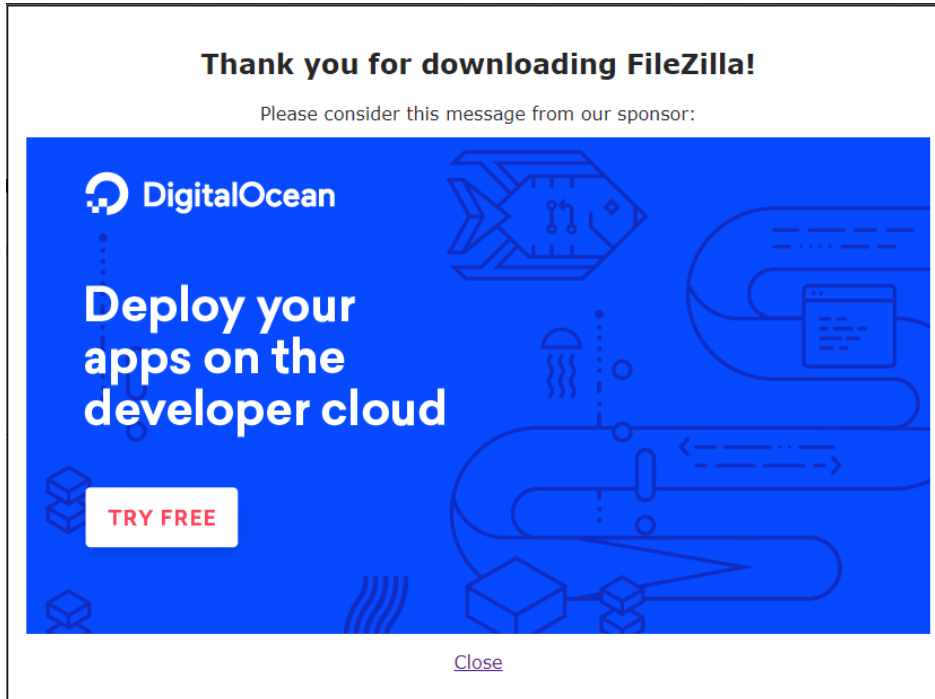 Thank you for downloading FileZilla!
Please consider this message from our sponsor:
DigitalOcean
Deploy your
apps on the
developer cloud
TRY FREE
Close